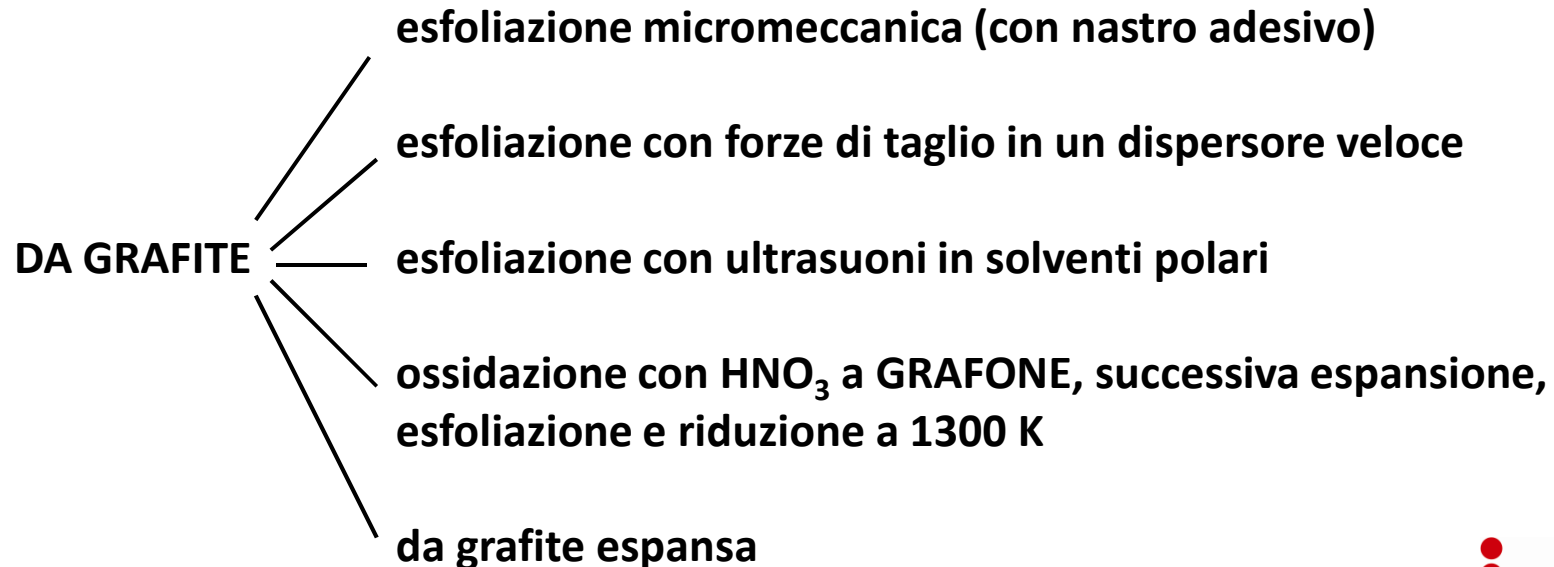 esfoliazione micromeccanica (con nastro adesivo)
esfoliazione con forze di taglio in un dispersore veloce
DA GRAFITE
esfoliazione con ultrasuoni in solventi polari
ossidazione con HNO₃ a GRAFONE, successiva espansione,
esfoliazione e riduzione a 1300 K
da grafite espansa